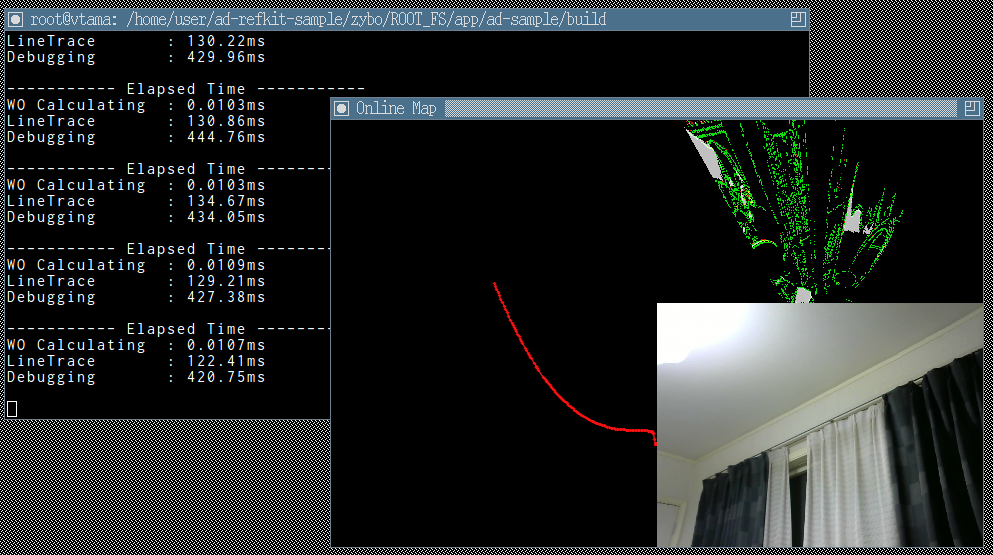 root@vtama: /home/user/ad-refkit-sample/zybo/ROOT_FS/app/ad-sample/build
LineTrace : 130.22ms
Debugging : 429.96ms
----------- Elapsed Time -----------
WO Calculating : 0.0103ms
LineTrace : 130.86ms
Debugging : 444.76ms
----------- Elapsed Time --------
WO Calculating : 0.0103ms
LineTrace : 134.67ms
Debugging : 434.05ms
----------- Elapsed Time --------
WO Calculating : 0.0109ms
LineTrace : 129.21ms
Debugging : 427.38ms
----------- Elapsed Time --------
WO Calculating : 0.0107ms
LineTrace : 122.41ms
Debugging : 420.75ms
Online Map